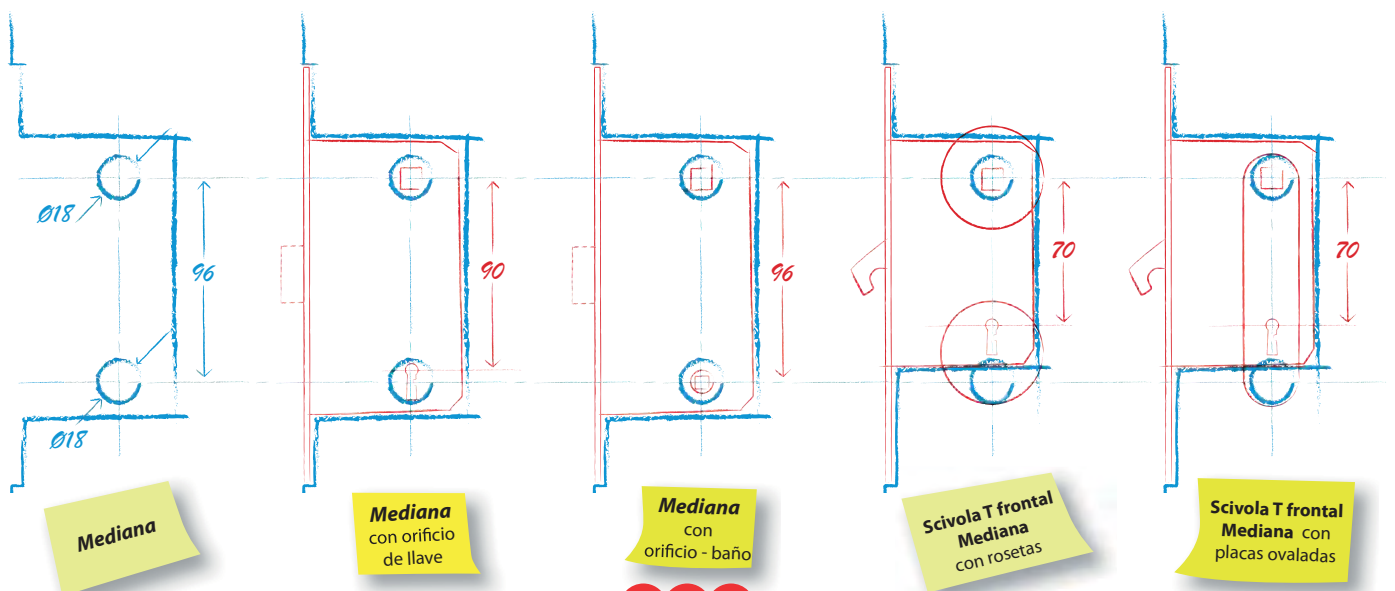 Ø18
96
Ø18
90
96
70
70
Mediana
Mediana
con orificio
de llave
Mediana
con
orificio - baño
Scivola T frontal
Mediana
con rosetas
Scivola T frontal
Mediana con
placas ovaladas